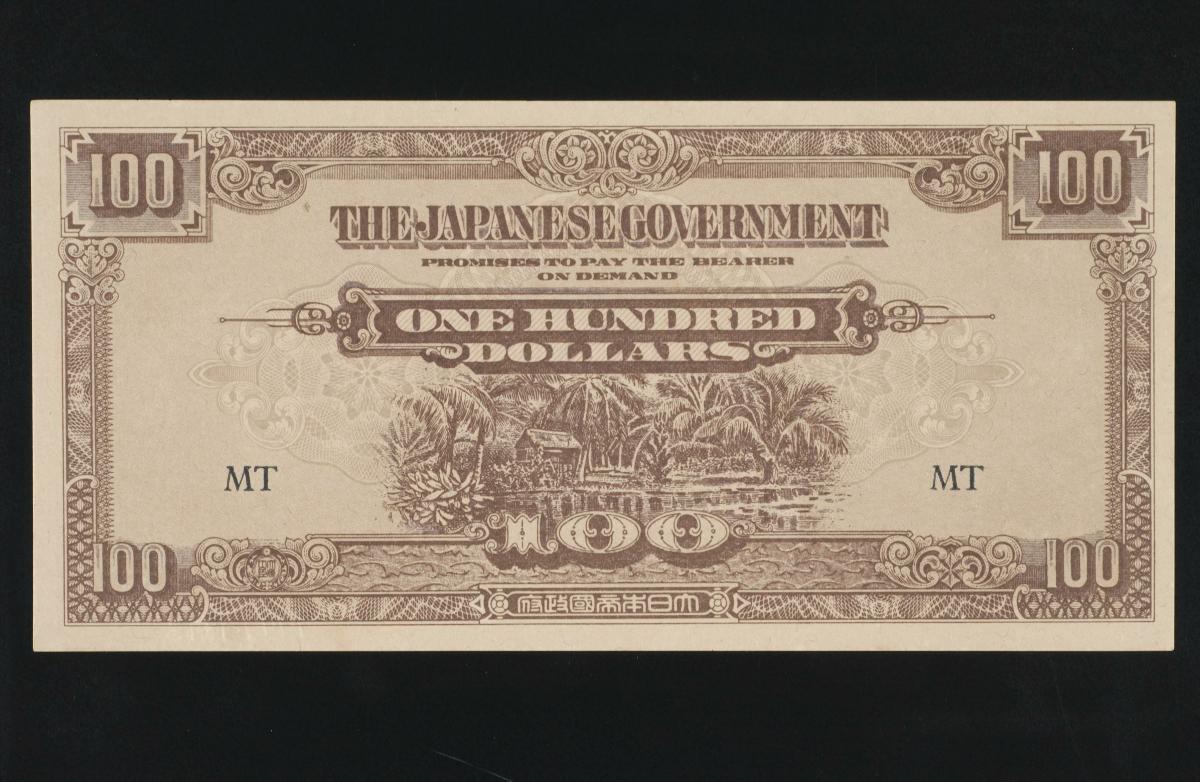 100 100
THE JAPANESE GOVERNMENT
PROMISES TO PAY THE BEARER
ON DEMAND
ONE HUNDRED
DOLLARS
MT MT
100
100 100
府政國帝本日大